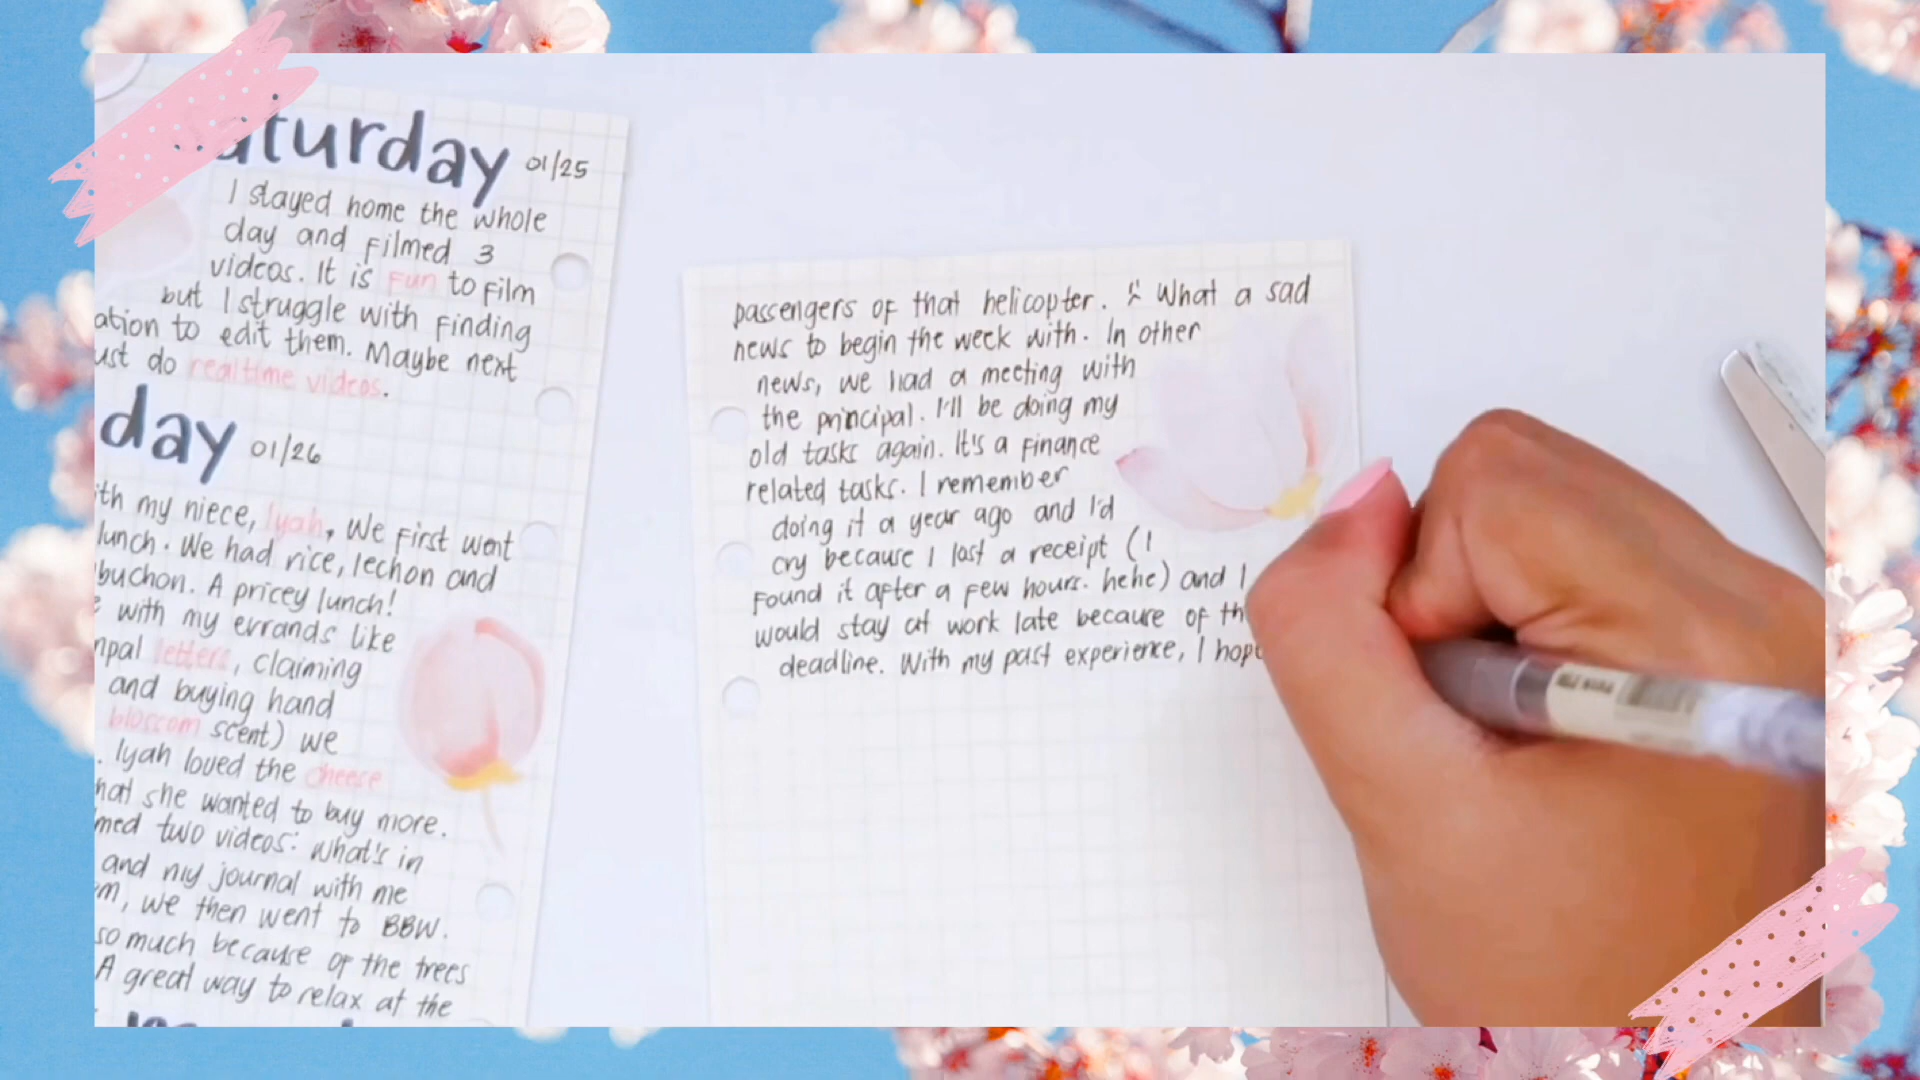 aturday 01/25
I stayed home the whole
day and filmed 3
videos. It is fun to film
but I struggle with finding
ation to edit them. Maybe next
ust do realtime videos.
day 01/26
ith my niece, Iyah, We first went
lunch. We had rice, lechon and
buchon. A pricey lunch!
with my errands like
npal letters, claiming
and buying hand
blossom scent) we
. Iyah loved the cheese
hat she wanted to buy more.
med two videos: What's in
and my journal with me
m, we then went to BBW.
so much because of the trees
A great way to relax at the
passengers of that helicopter. :( What a sad
news to begin the week with. In other
news, we had a meeting with
the principal. I'll be doing my
old tasks again. It's a finance
related tasks. I remember
doing it a year ago and I'd
cry because I lost a receipt (I
found it after a few hours. hehe) and I
would stay at work late because of th
deadline. With my past experience, I hope